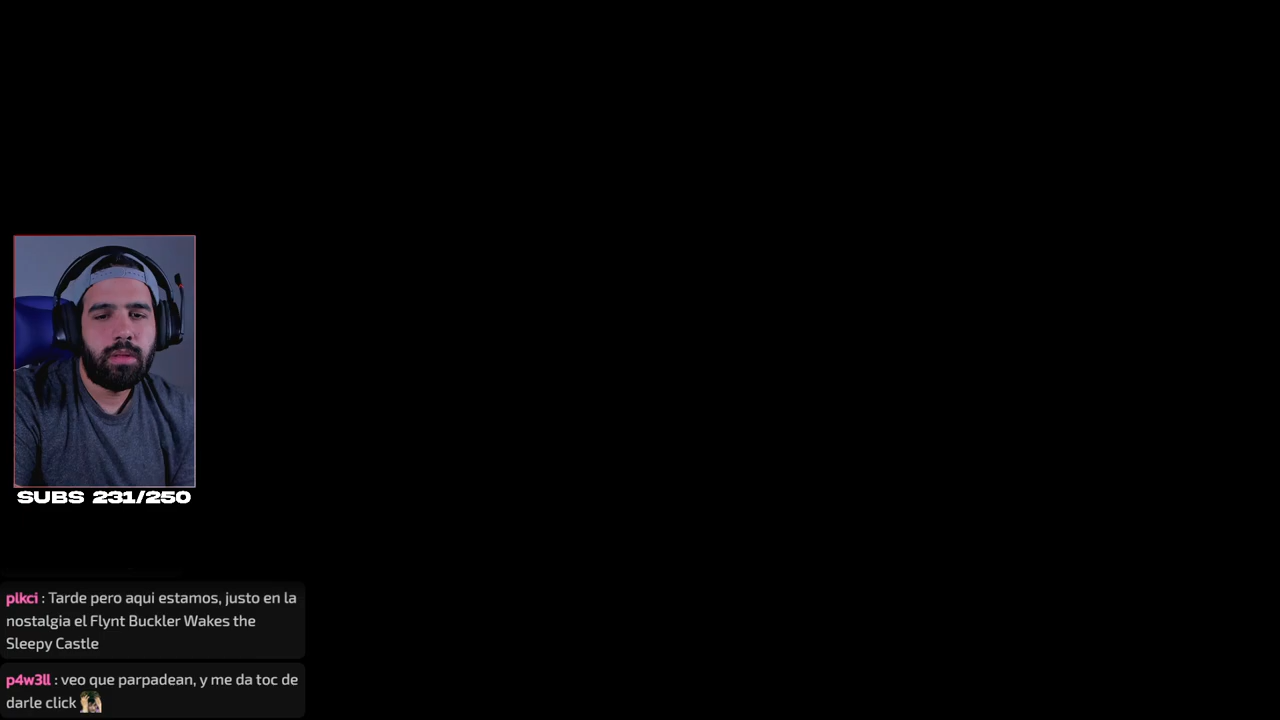 SUBS 231/250
plkci : Tarde pero aqui estamos, justo en la
nostalgia el Flynt Buckler Wakes the
Sleepy Castle
p4w3ll : veo que parpadean, y me da toc de
darle click